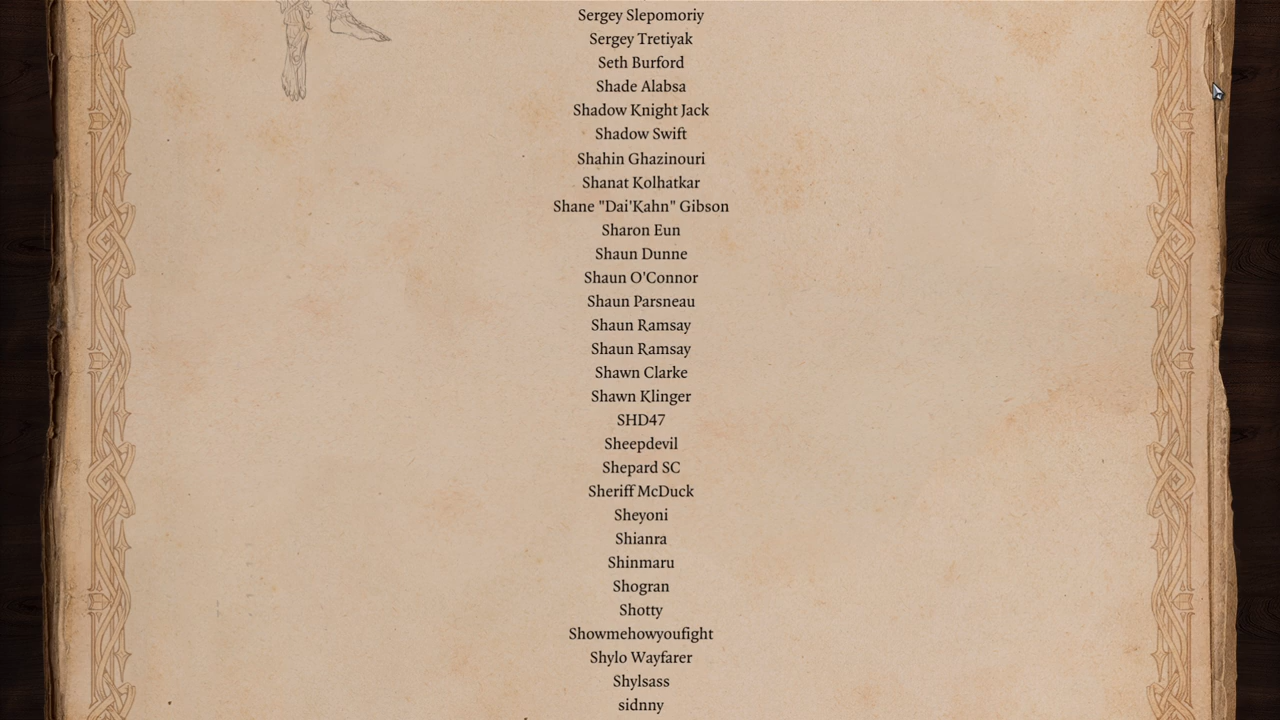 Sergey Slepomoriy
Sergey Tretiyak
Seth Burford
Shade Alabsa
Shadow Knight Jack
Shadow Swift
Shahin Ghazinouri
Shanat Kolhatkar
Shane "Dai'Kahn" Gibson
Sharon Eun
Shaun Dunne
Shaun O'Connor
Shaun Parsneau
Shaun Ramsay
Shaun Ramsay
Shawn Clarke
Shawn Klinger
SHD47
Sheepdevil
Shepard SC
Sheriff McDuck
Sheyoni
Shianra
Shinmaru
Shogran
Shotty
Showmehowyoufight
Shylo Wayfarer
Shylsass
sidnny